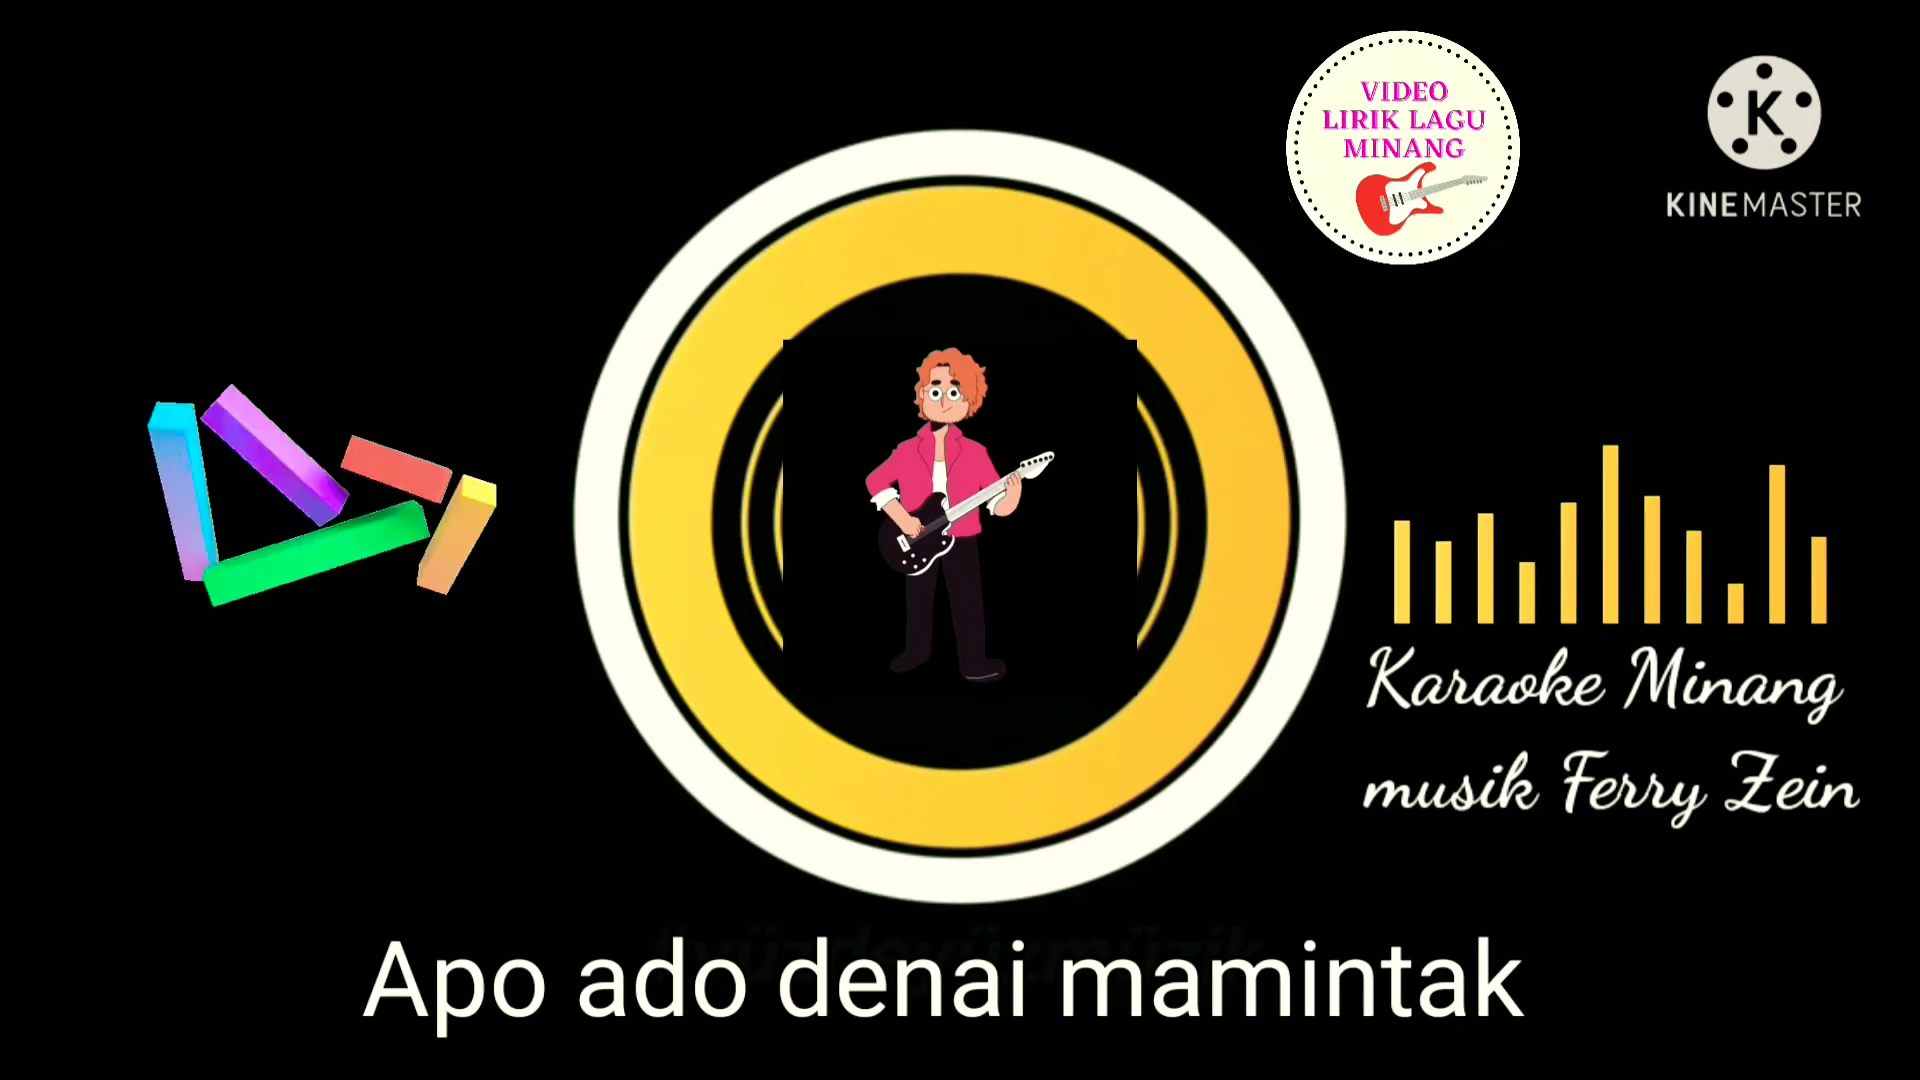 VIDEO
LIRIK LAGU
MINANG
K
KINEMASTER
Karaoke Minang
musik Ferry Zein
Apo ado denai mamintak